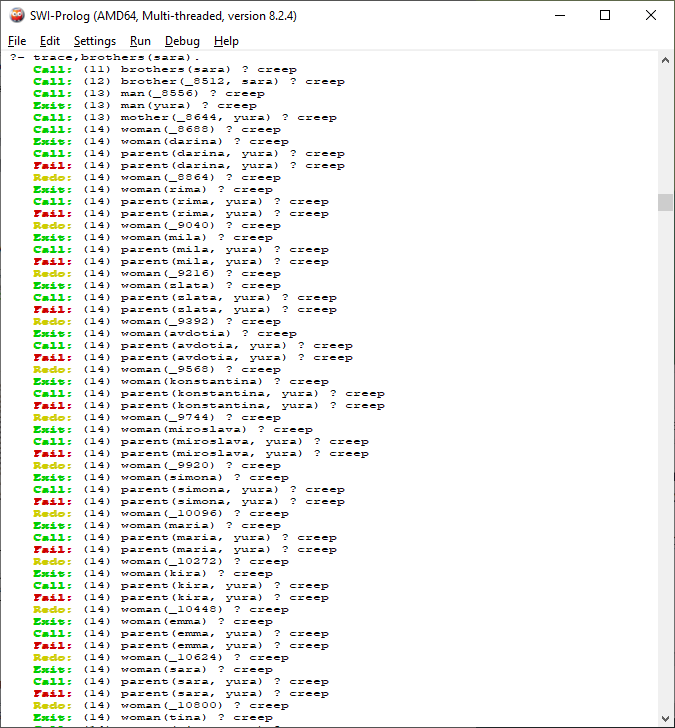 SWI-Prolog (AMD64, Multi-threaded, version 8.2.4)
File Edit Settings Run Debug Help
?- trace,brothers(sara).
Call: (11) brothers(sara) ? creep
Call: (12) brother(_8512, sara) ? creep
Call: (13) man(_8556) ? creep
Exit: (13) man(yura) ? creep
Call: (13) mother(_8644, yura) ? creep
Call: (14) woman(_8688) ? creep
Exit: (14) woman(darina) ? creep
Call: (14) parent(darina, yura) ? creep
Fail: (14) parent(darina, yura) ? creep
Redo: (14) woman(_8864) ? creep
Exit: (14) woman(rima) ? creep
Call: (14) parent(rima, yura) ? creep
Fail: (14) parent(rima, yura) ? creep
Redo: (14) woman(_9040) ? creep
Exit: (14) woman(mila) ? creep
Call: (14) parent(mila, yura) ? creep
Fail: (14) parent(mila, yura) ? creep
Redo: (14) woman(_9216) ? creep
Exit: (14) woman(zlata) ? creep
Call: (14) parent(zlata, yura) ? creep
Fail: (14) parent(zlata, yura) ? creep
Redo: (14) woman(_9392) ? creep
Exit: (14) woman(avdotia) ? creep
Call: (14) parent(avdotia, yura) ? creep
Fail: (14) parent(avdotia, yura) ? creep
Redo: (14) woman(_9568) ? creep
Exit: (14) woman(konstantina) ? creep
Call: (14) parent(konstantina, yura) ? creep
Fail: (14) parent(konstantina, yura) ? creep
Redo: (14) woman(_9744) ? creep
Exit: (14) woman(miroslava) ? creep
Call: (14) parent(miroslava, yura) ? creep
Fail: (14) parent(miroslava, yura) ? creep
Redo: (14) woman(_9920) ? creep
Exit: (14) woman(simona) ? creep
Call: (14) parent(simona, yura) ? creep
Fail: (14) parent(simona, yura) ? creep
Redo: (14) woman(_10096) ? creep
Exit: (14) woman(maria) ? creep
Call: (14) parent(maria, yura) ? creep
Fail: (14) parent(maria, yura) ? creep
Redo: (14) woman(_10272) ? creep
Exit: (14) woman(kira) ? creep
Call: (14) parent(kira, yura) ? creep
Fail: (14) parent(kira, yura) ? creep
Redo: (14) woman(_10448) ? creep
Exit: (14) woman(emma) ? creep
Call: (14) parent(emma, yura) ? creep
Fail: (14) parent(emma, yura) ? creep
Redo: (14) woman(_10624) ? creep
Exit: (14) woman(sara) ? creep
Call: (14) parent(sara, yura) ? creep
Fail: (14) parent(sara, yura) ? creep
Redo: (14) woman(_10800) ? creep
Exit: (14) woman(tina) ? creep